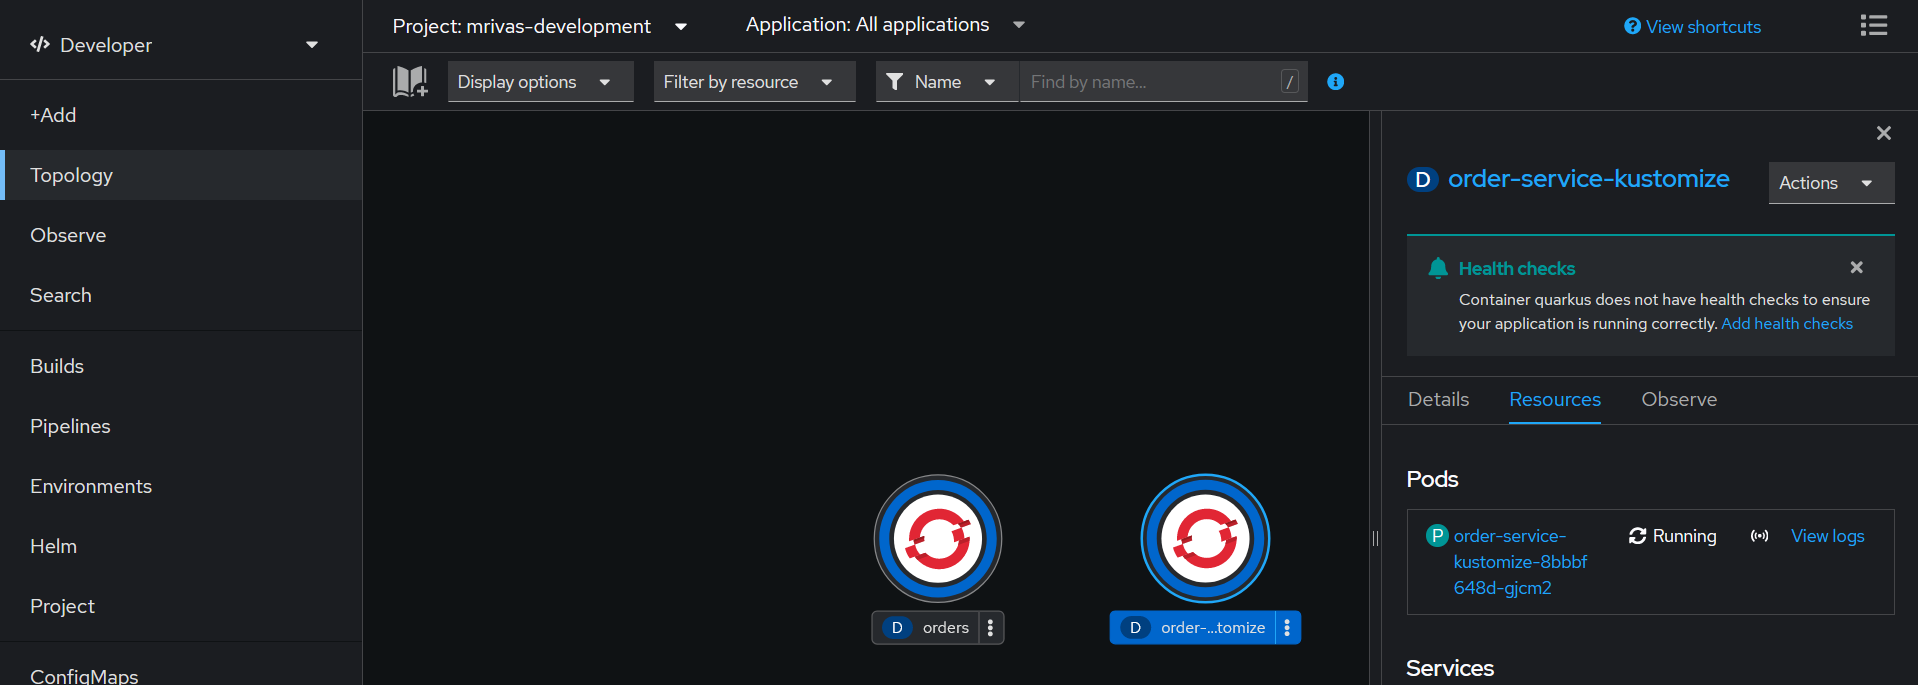 Developer
Project: mrivas-development
Application: All applications
View shortcuts
Display options
Filter by resource
Name
Find by name...
/
+Add
Topology
Observe
Search
Builds
Pipelines
Environments
Helm
Project
ConfigMaps
D orders
D order-...tomize
D order-service-kustomize
Actions
Health checks
Container quarkus does not have health checks to ensure
your application is running correctly. Add health checks
Details
Resources
Observe
Pods
P order-service-
kustomize-8bbbf
648d-gjcm2
Running
View logs
Services